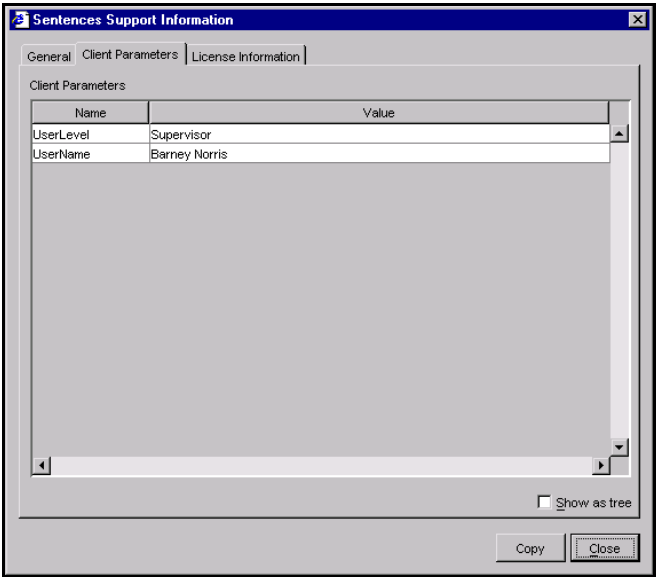 Sentences Support Information
General Client Parameters License Information
Client Parameters
Name Value
UserLevel Supervisor
UserName Barney Norris
Show as tree
Copy Close